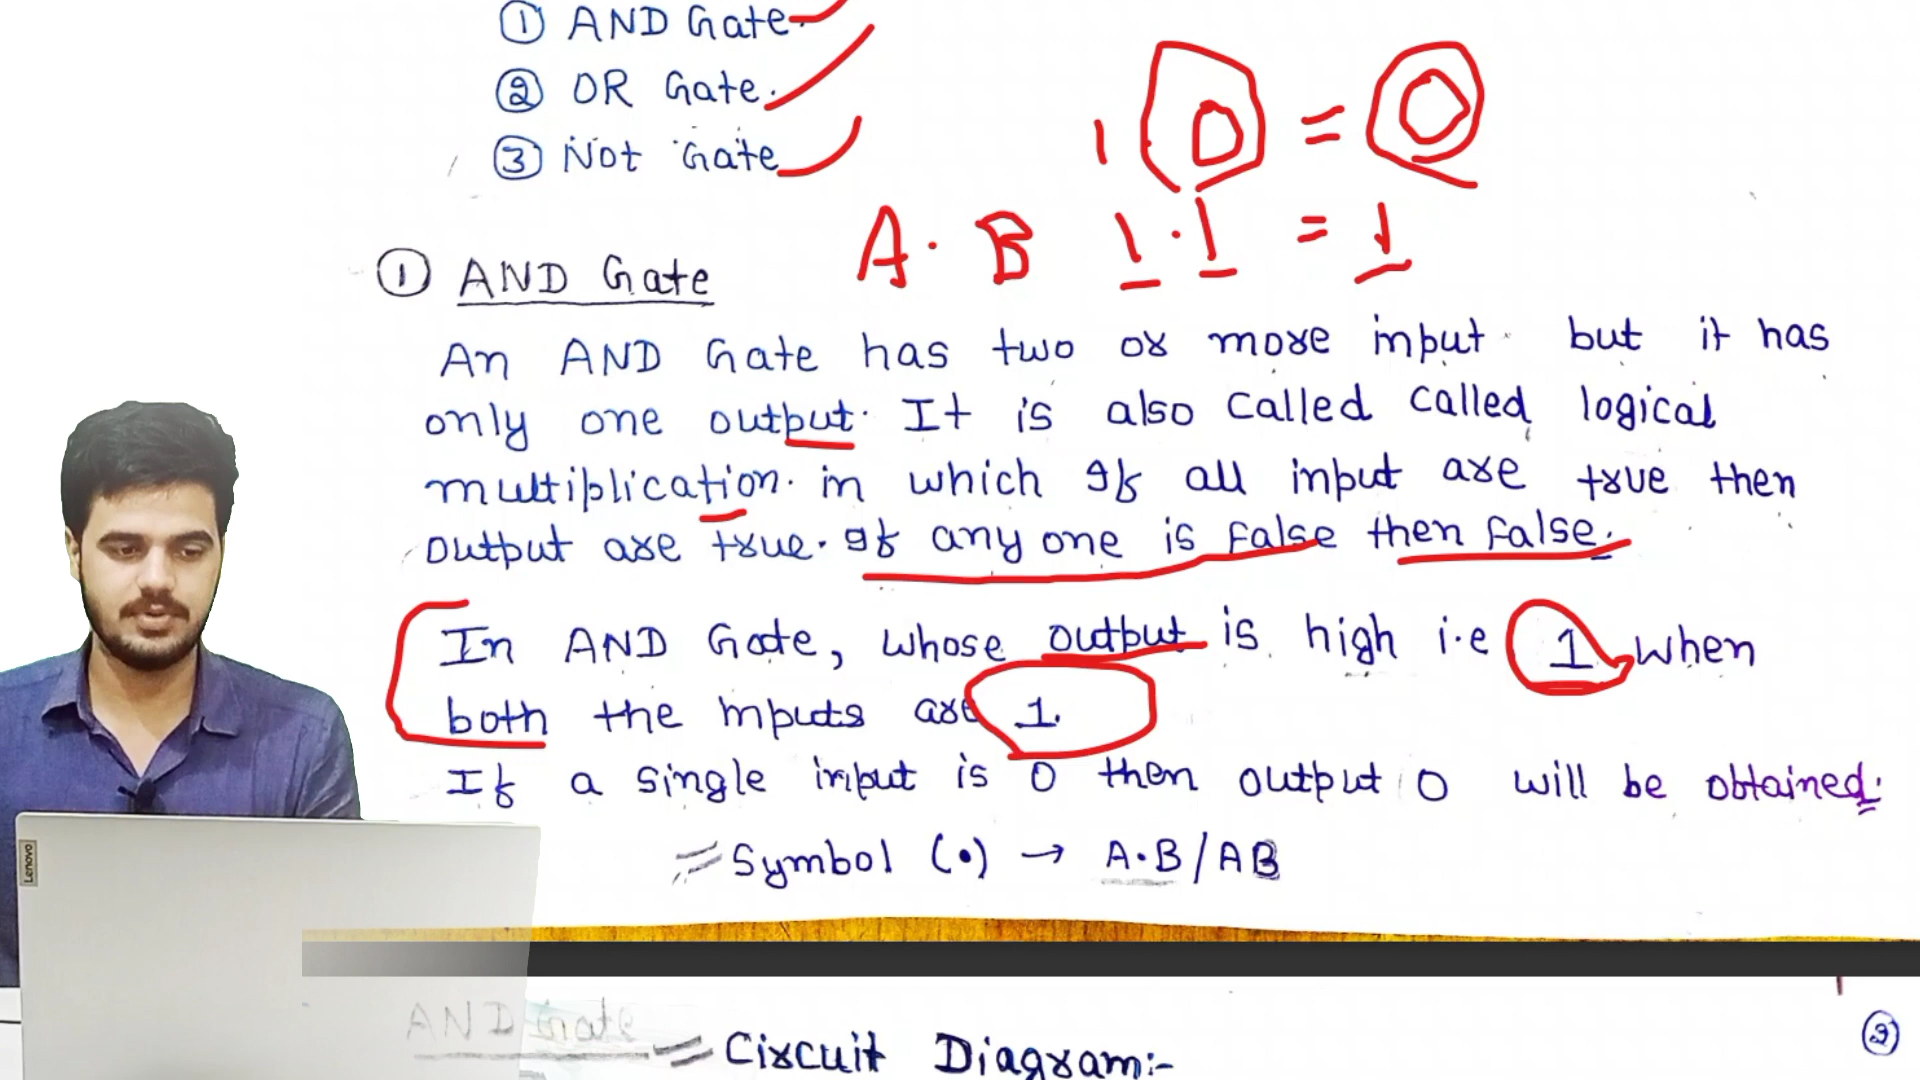 ① AND Gate.
② OR Gate.
③ Not Gate
1 0 = 0
A . B 1 . 1 = 1
① AND Gate
An AND Gate has two or more input but it has
only one output. It is also called called logical
multiplication. in which If all input are true then
output are true. If any one is false then false.
In AND Gate, whose output is high i.e 1 when
both the inputs are 1.
If a single input is 0 then output 0 will be obtained.
= Symbol (•) → A.B / AB
Lenovo
AND Gate = Circuit Diagram:-
②